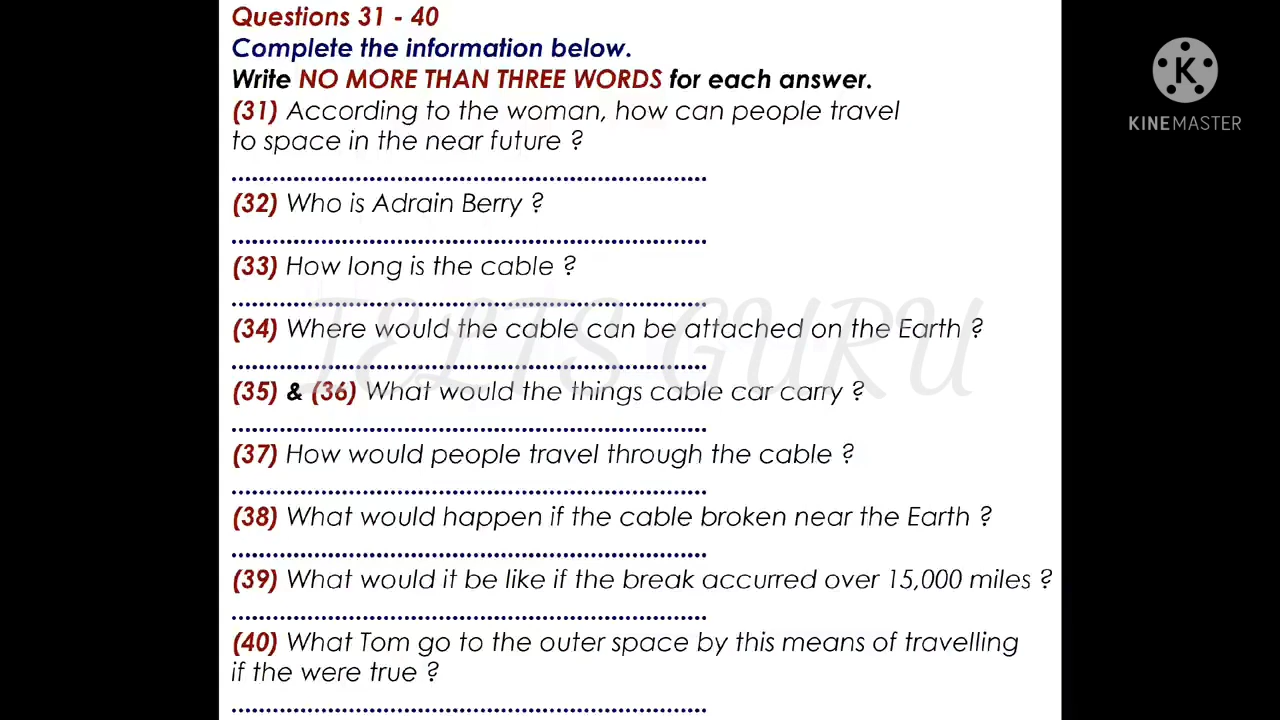 Questions 31 - 40
Complete the information below.
Write NO MORE THAN THREE WORDS for each answer.
(31) According to the woman, how can people travel
to space in the near future ?
....................................................................
(32) Who is Adrain Berry ?
....................................................................
(33) How long is the cable ?
....................................................................
(34) Where would the cable can be attached on the Earth ?
....................................................................
(35) & (36) What would the things cable car carry ?
....................................................................
(37) How would people travel through the cable ?
....................................................................
(38) What would happen if the cable broken near the Earth ?
....................................................................
(39) What would it be like if the break accurred over 15,000 miles ?
....................................................................
(40) What Tom go to the outer space by this means of travelling
if the were true ?
....................................................................
IELTS GURU
K
KINEMASTER